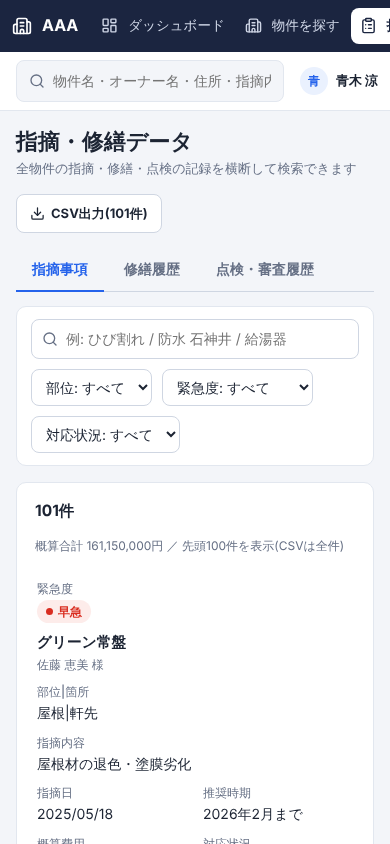 AAA ダッシュボード 物件を探す
物件名・オーナー名・住所・指摘内 青 青木 涼
指摘・修繕データ
全物件の指摘・修繕・点検の記録を横断して検索できます
CSV出力(101件)
指摘事項 修繕履歴 点検・審査履歴
例: ひび割れ / 防水 石神井 / 給湯器
部位: すべて 緊急度: すべて
対応状況: すべて
101件
概算合計 161,150,000円 ／ 先頭100件を表示(CSVは全件)
緊急度
早急
グリーン常盤
佐藤 恵美 様
部位|箇所
屋根|軒先
指摘内容
屋根材の退色・塗膜劣化
指摘日 推奨時期
2025/05/18 2026年2月まで
概算費用 対応状況